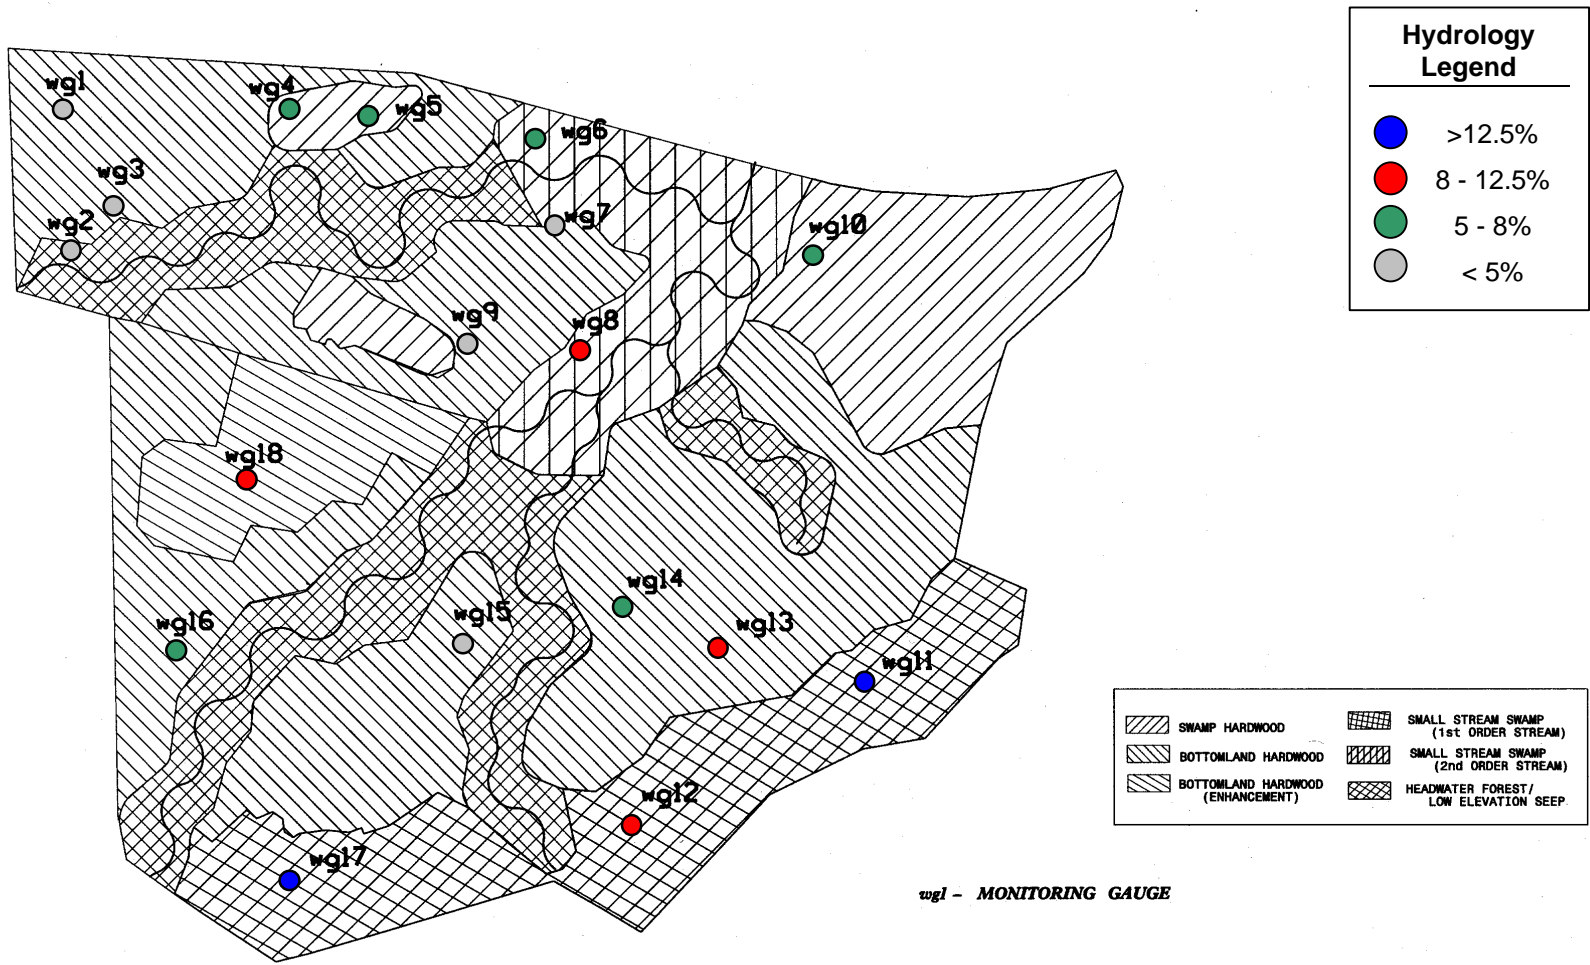 Hydrology
Legend
>12.5%
8 - 12.5%
5 - 8%
< 5%
wg1
wg4
wg5
wg6
wg3
wg2
wg7
wg10
wg9
wg8
wg18
wg14
wg16
wg15
wg13
wg11
wg12
wg17
SWAMP HARDWOOD
BOTTOMLAND HARDWOOD
BOTTOMLAND HARDWOOD
(ENHANCEMENT)
SMALL STREAM SWAMP
(1st ORDER STREAM)
SMALL STREAM SWAMP
(2nd ORDER STREAM)
HEADWATER FOREST/
LOW ELEVATION SEEP
wg1 - MONITORING GAUGE